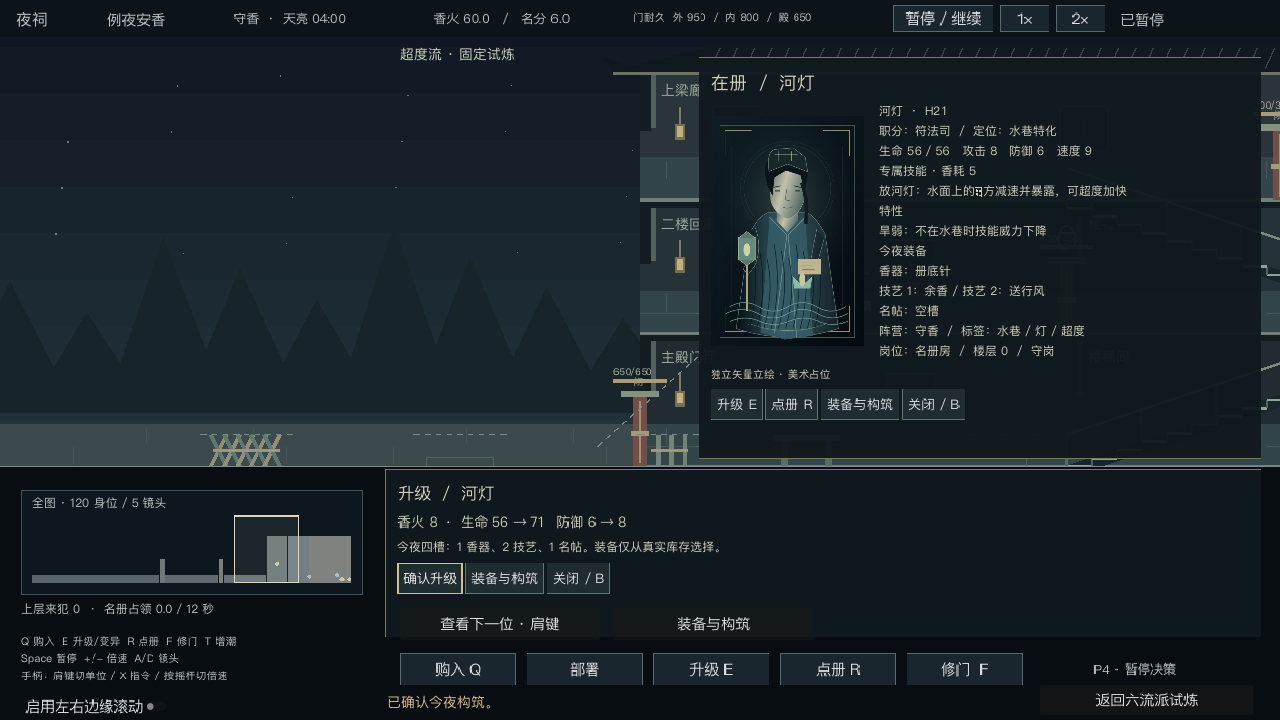 夜祠 例夜安香 守香 · 天亮 04:00 香火 60.0 / 名分 6.0 门耐久 外 950 / 内 800 / 殿 650 暂停 / 继续 1× 2× 已暂停
超度流 · 固定试炼
上梁廊
二楼回
主殿闪
650/650
闭
在册 / 河灯
河灯 · H21
职分: 符法司 / 定位: 水巷特化
生命 56 / 56 攻击 8 防御 6 速度 9
专属技能 · 香耗 5
放河灯: 水面上的方减速并暴露, 可超度加快
特性
旱弱: 不在水巷时技能威力下降
今夜装备
香器: 册底针
技艺 1: 余香 / 技艺 2: 送行风
名帖: 空槽
阵营: 守香 / 标签: 水巷 / 灯 / 超度
岗位: 名册房 / 楼层 0 / 守岗
独立矢量立绘 · 美术占位
升级 E 点册 R 装备与构筑 关闭 / B
升级 / 河灯
香火 8 · 生命 56 → 71 防御 6 → 8
今夜四槽: 1 香器、2 技艺、1 名帖。装备仅从真实库存选择。
确认升级 装备与构筑 关闭 / B
查看下一位 · 肩键 装备与构筑
购入 Q 部署 升级 E 点册 R 修门 F
已确认今夜构筑。
P4 - 暂停决策
返回六流派试炼
全图 · 120 身位 / 5 镜头
上层来犯 0 · 名册占领 0.0 / 12 秒
Q 购入 E 升级/变异 R 点册 F 修门 T 增潮
Space 暂停 +/− 倍速 A/D 镜头
手柄: 肩键切单位 / X 指令 / 按摇杆切倍速
启用左右边缘滚动